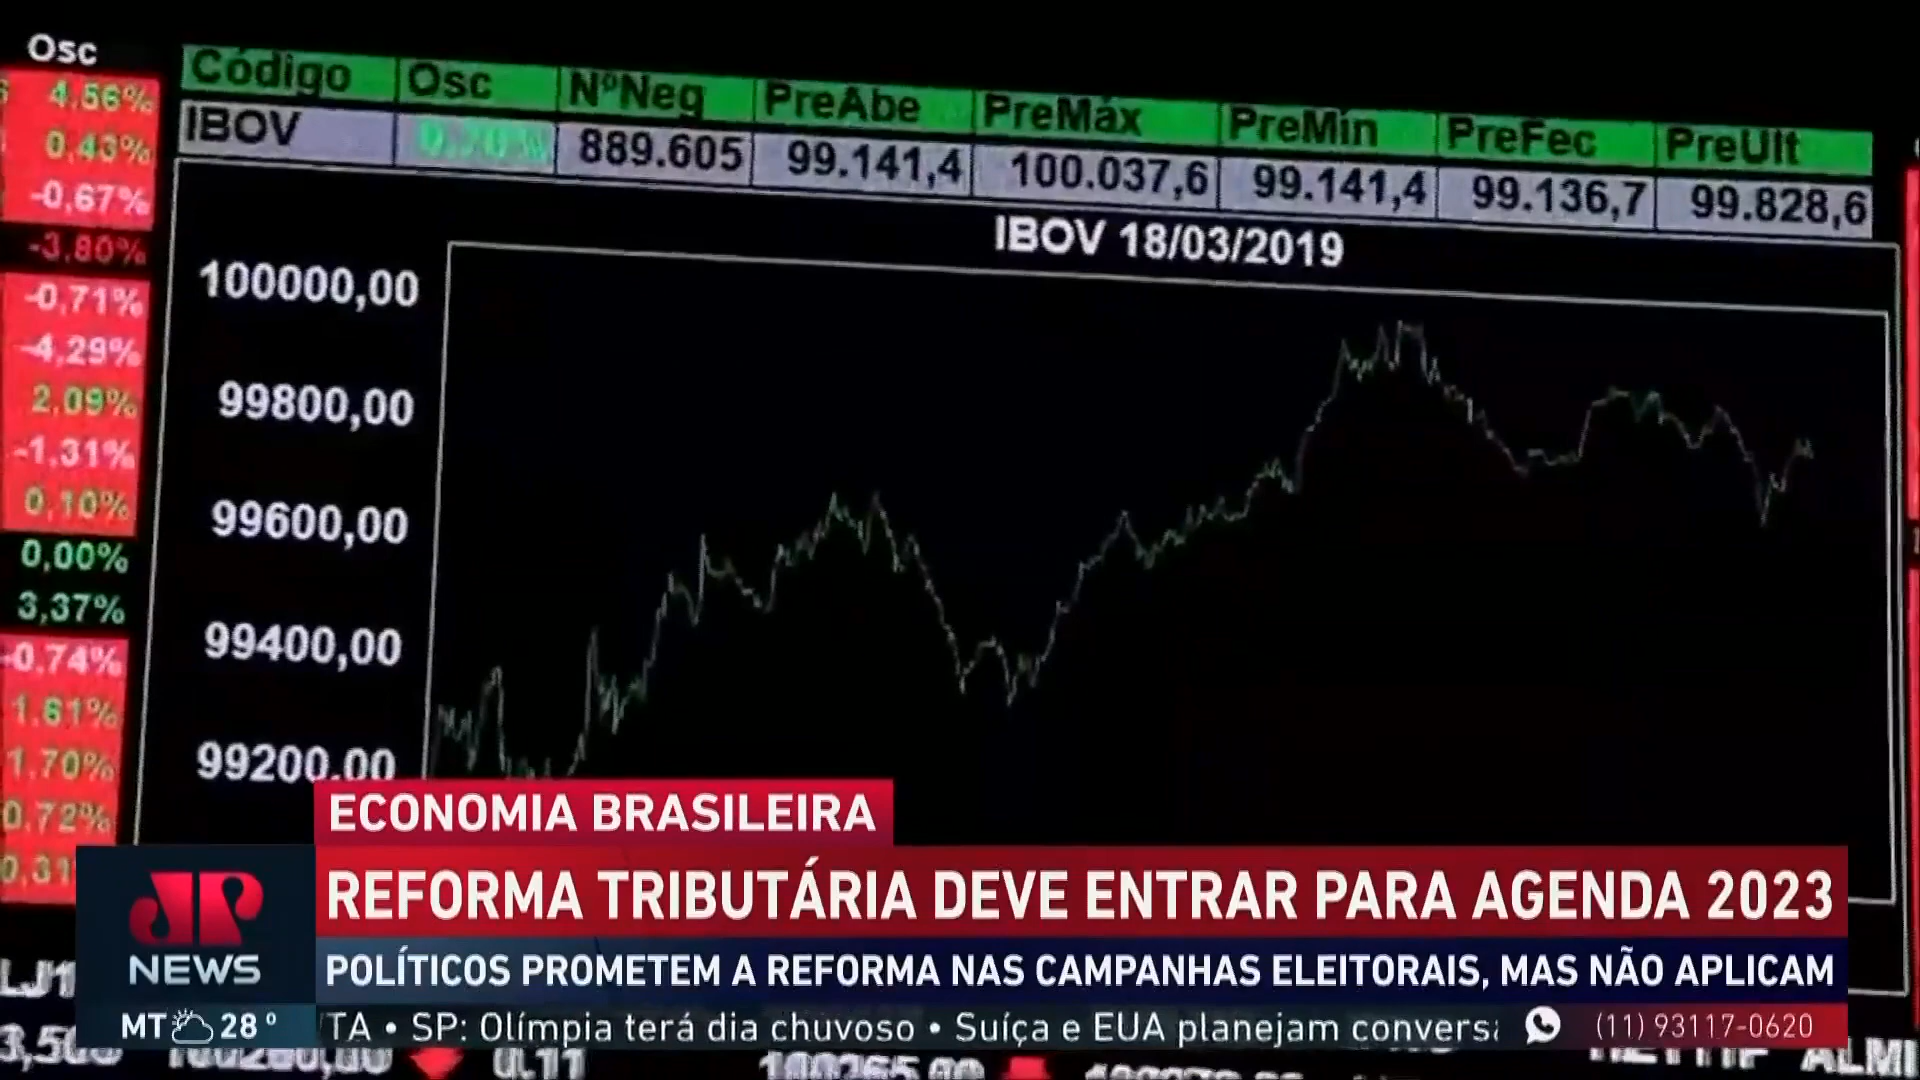 Osc
4,56%
0,43%
-0,67%
-3,80%
-0,71%
-4,29%
2,09%
-1,31%
0,10%
0,00%
3,37%
-0,74%
1,61%
1,70%
0,72%
Código Osc NºNeg PreAbe PreMáx PreMín PreFec PreUlt
IBOV 889.605 99.141,4 100.037,6 99.141,4 99.136,7 99.828,6
IBOV 18/03/2019
100000,00
99800,00
99600,00
99400,00
99200,00
ECONOMIA BRASILEIRA
REFORMA TRIBUTÁRIA DEVE ENTRAR PARA AGENDA 2023
POLÍTICOS PROMETEM A REFORMA NAS CAMPANHAS ELEITORAIS, MAS NÃO APLICAM
JP
NEWS
MT 28º
TA • SP: Olímpia terá dia chuvoso • Suíça e EUA planejam convers
(11) 93117-0620
0,11
ALMI